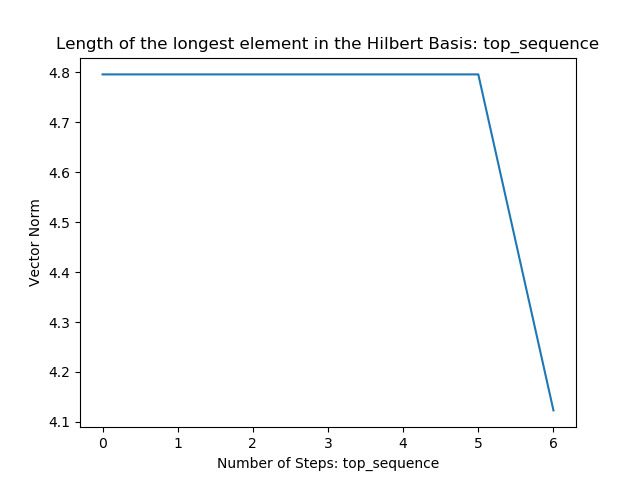 Length of the longest element in the Hilbert Basis: top_sequence
4.8
4.7
4.6
4.5
4.4
4.3
4.2
4.1
Vector Norm
0 1 2 3 4 5 6
Number of Steps: top_sequence